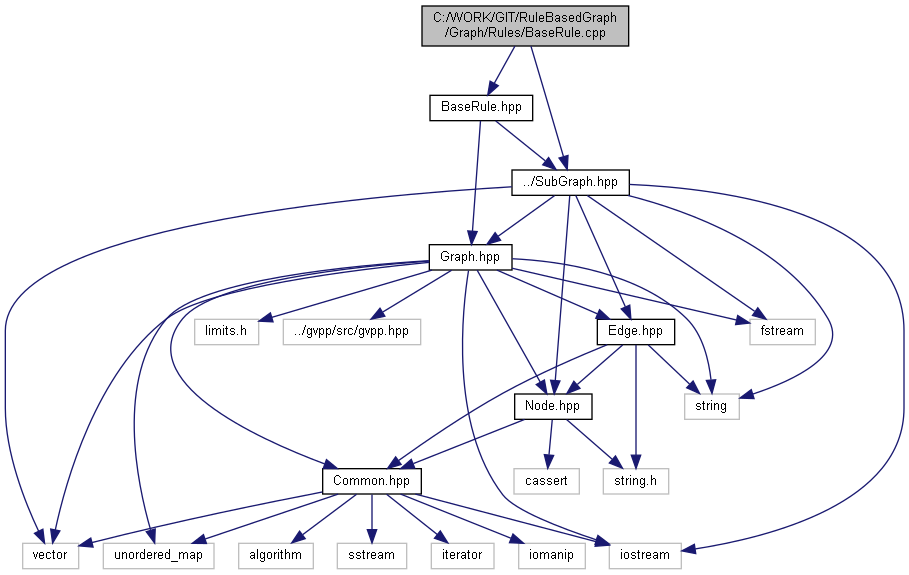 C:/WORK/GIT/RuleBasedGraph
/Graph/Rules/BaseRule.cpp
BaseRule.hpp
../SubGraph.hpp
Graph.hpp
limits.h
../gvpp/src/gvpp.hpp
Edge.hpp
fstream
Node.hpp
string
Common.hpp
cassert
string.h
vector
unordered_map
algorithm
sstream
iterator
iomanip
iostream